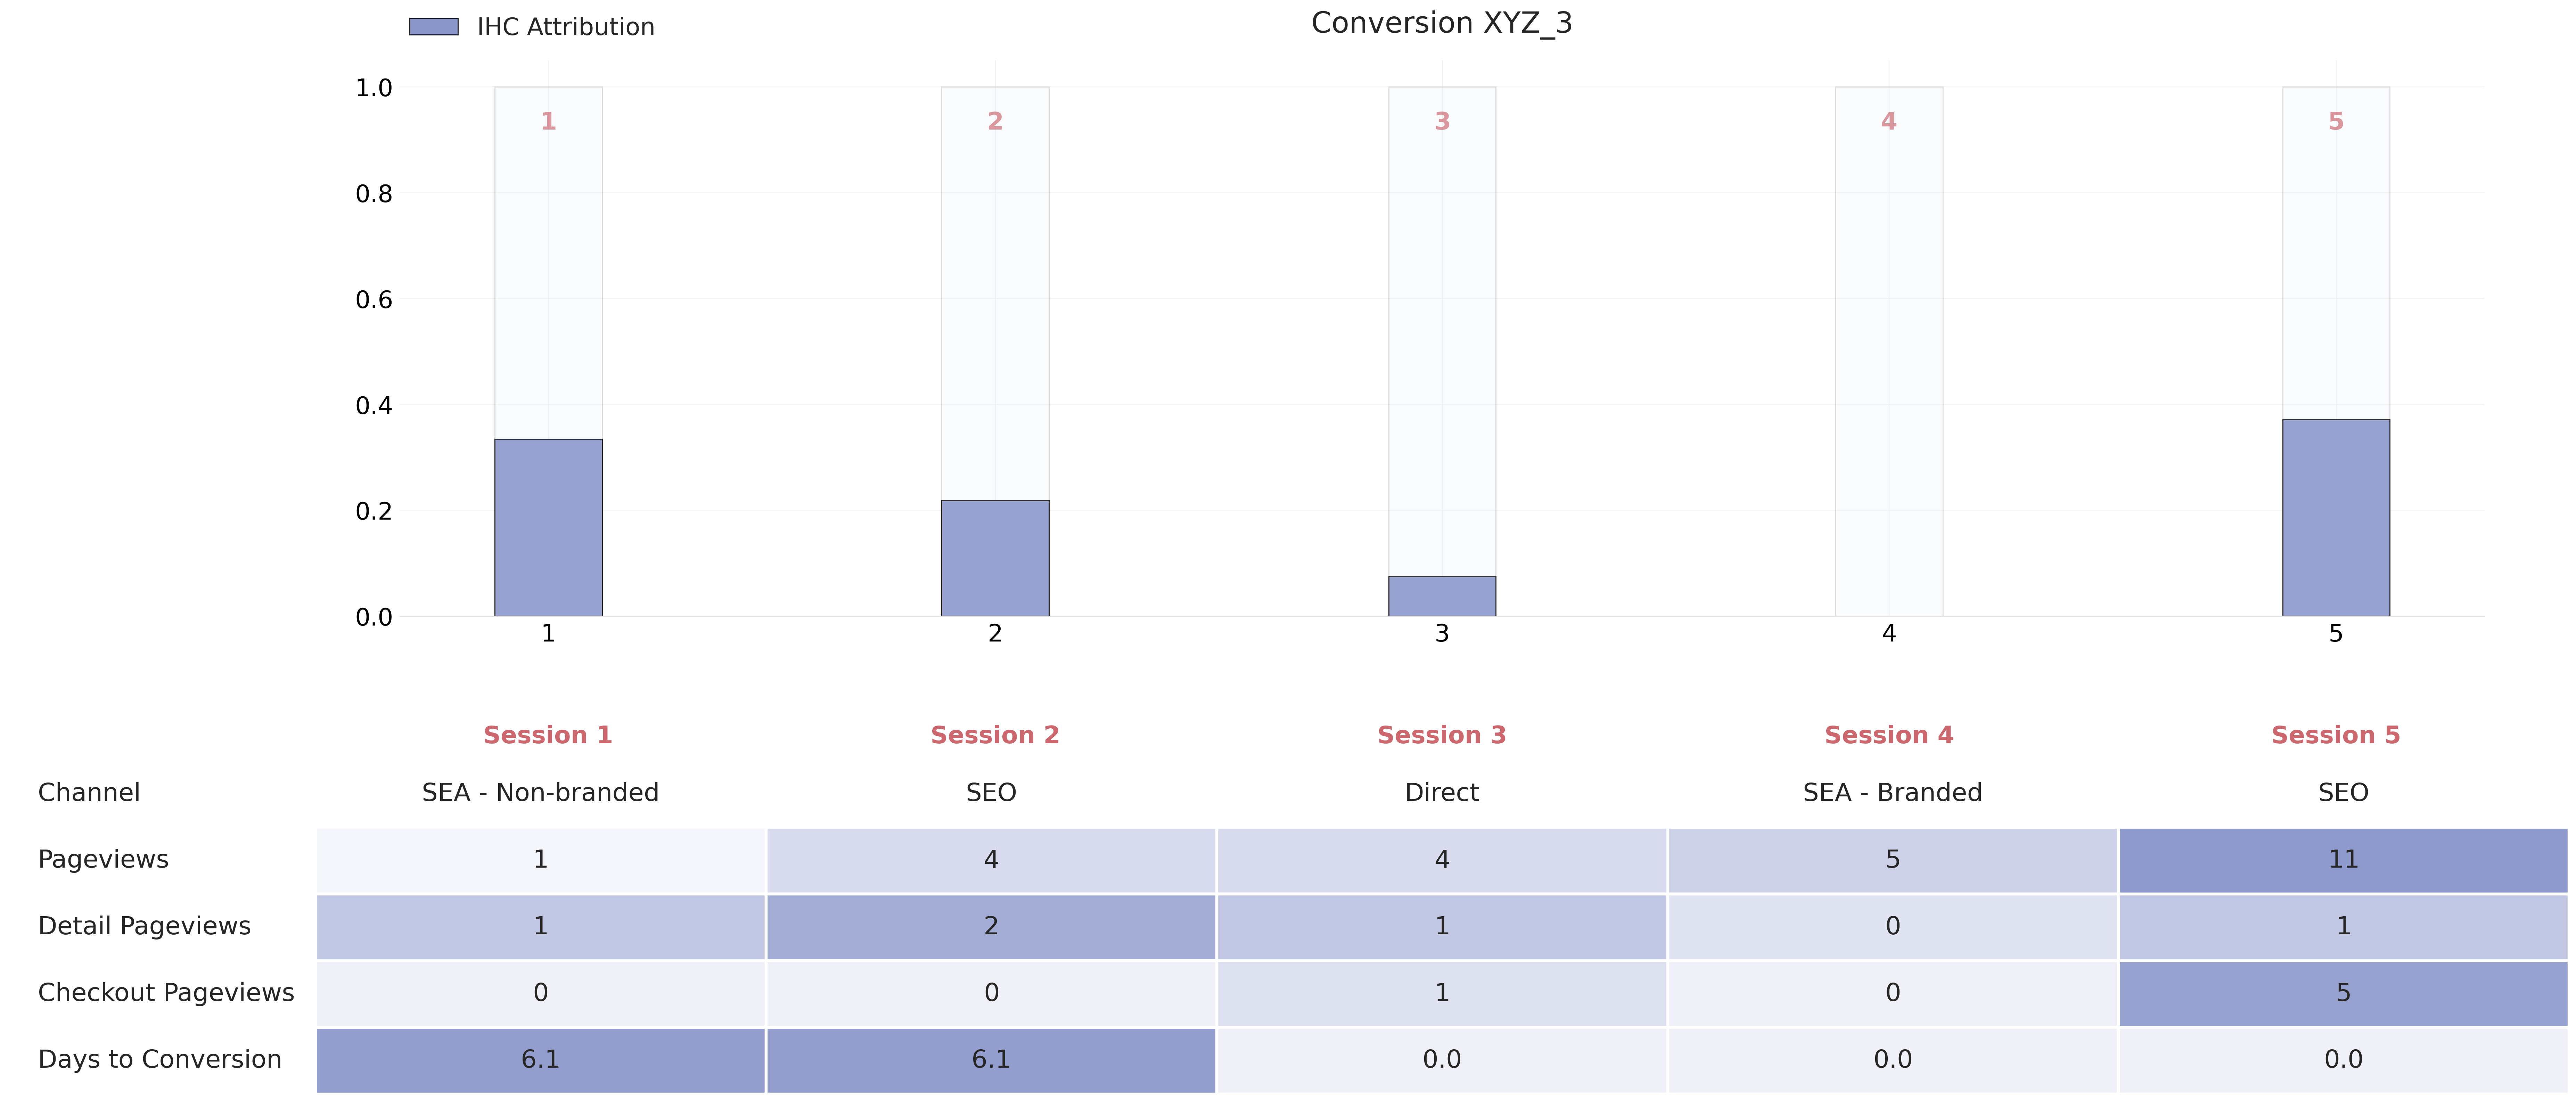 IHC Attribution
Conversion XYZ_3
1.0
0.8
0.6
0.4
0.2
0.0
1 2 3 4 5
1 2 3 4 5
Session 1 Session 2 Session 3 Session 4 Session 5
Channel SEA - Non-branded SEO Direct SEA - Branded SEO
Pageviews 1 4 4 5 11
Detail Pageviews 1 2 1 0 1
Checkout Pageviews 0 0 1 0 5
Days to Conversion 6.1 6.1 0.0 0.0 0.0